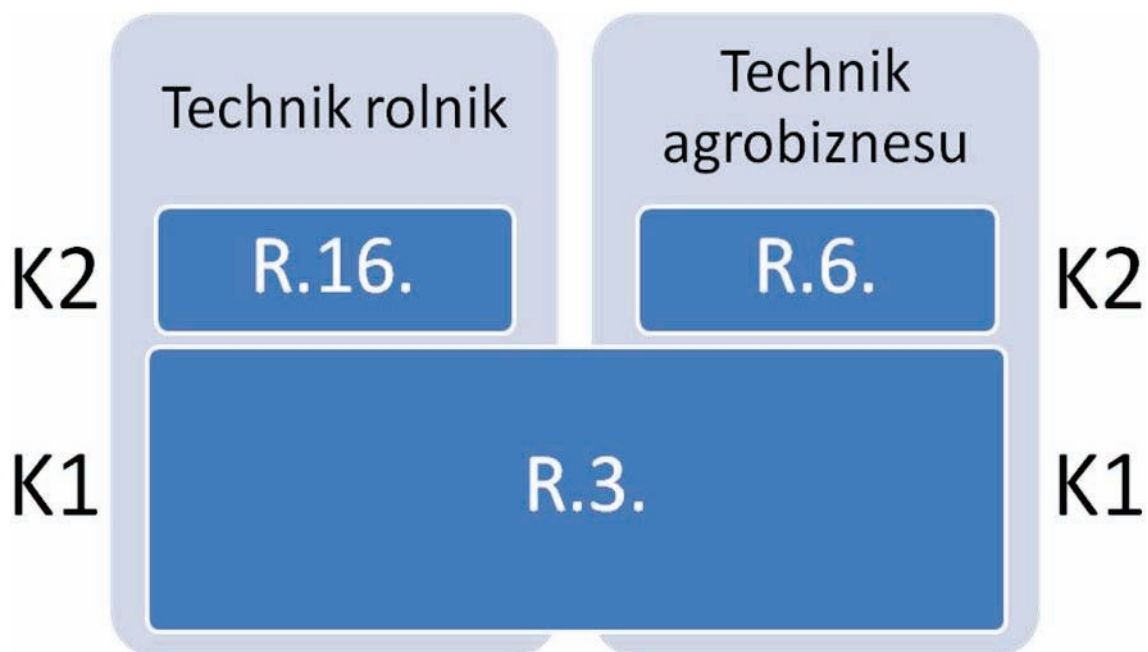 Technik rolnik
Technik
agrobiznesu
K2
R.16.
R.6.
K2
K1
R.3.
K1